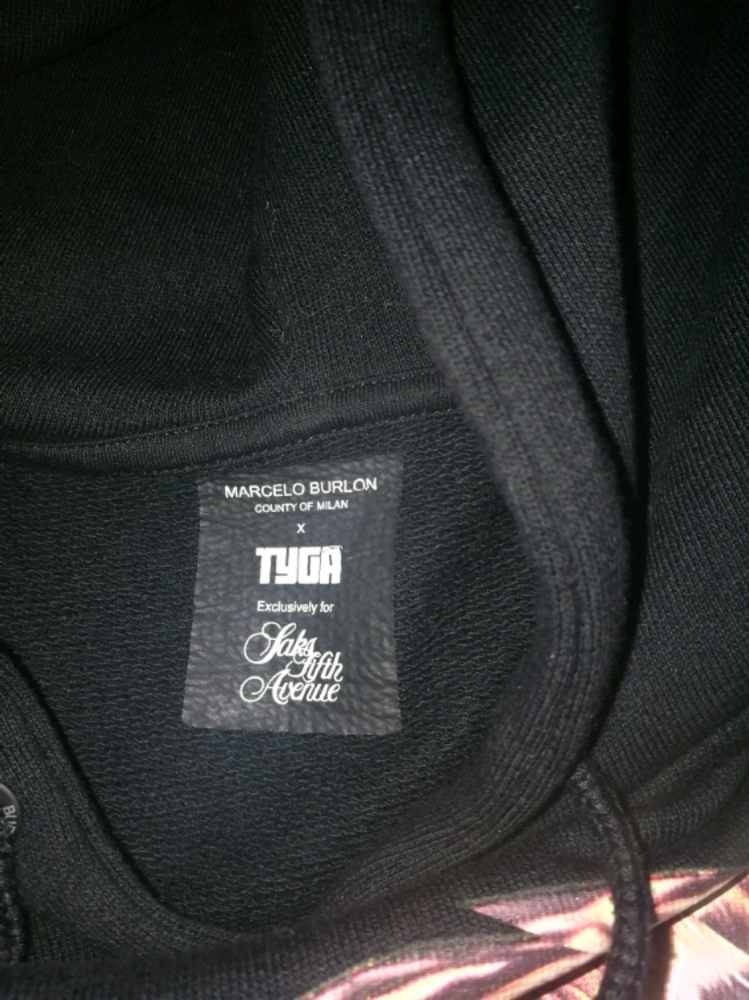 MARCELO BURLON
COUNTY OF MILAN
X
TYGA
Exclusively for
Saks
Fifth
Avenue